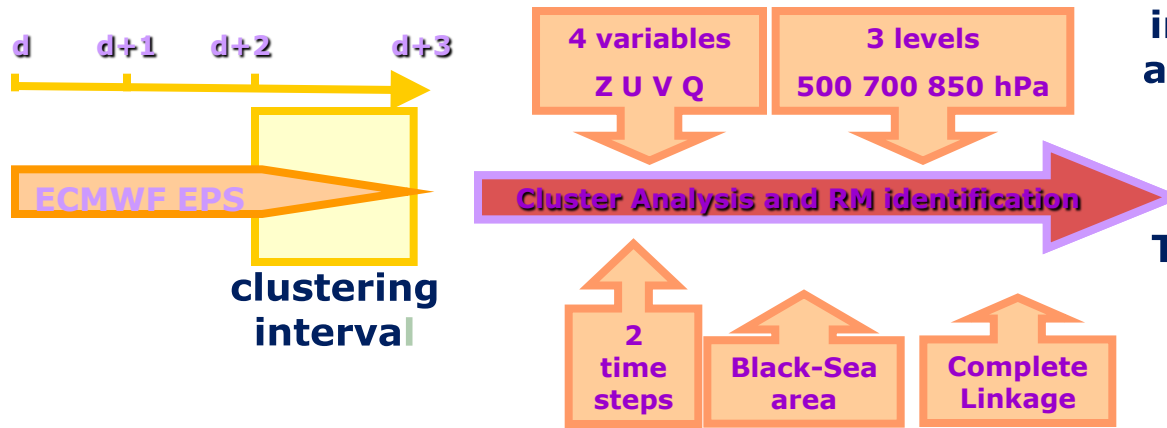 d d+1 d+2 d+3
ECMWF EPS
clustering
interval
4 variables
Z U V Q
3 levels
500 700 850 hPa
Cluster Analysis and RM identification
2
time
steps
Black-Sea
area
Complete
Linkage